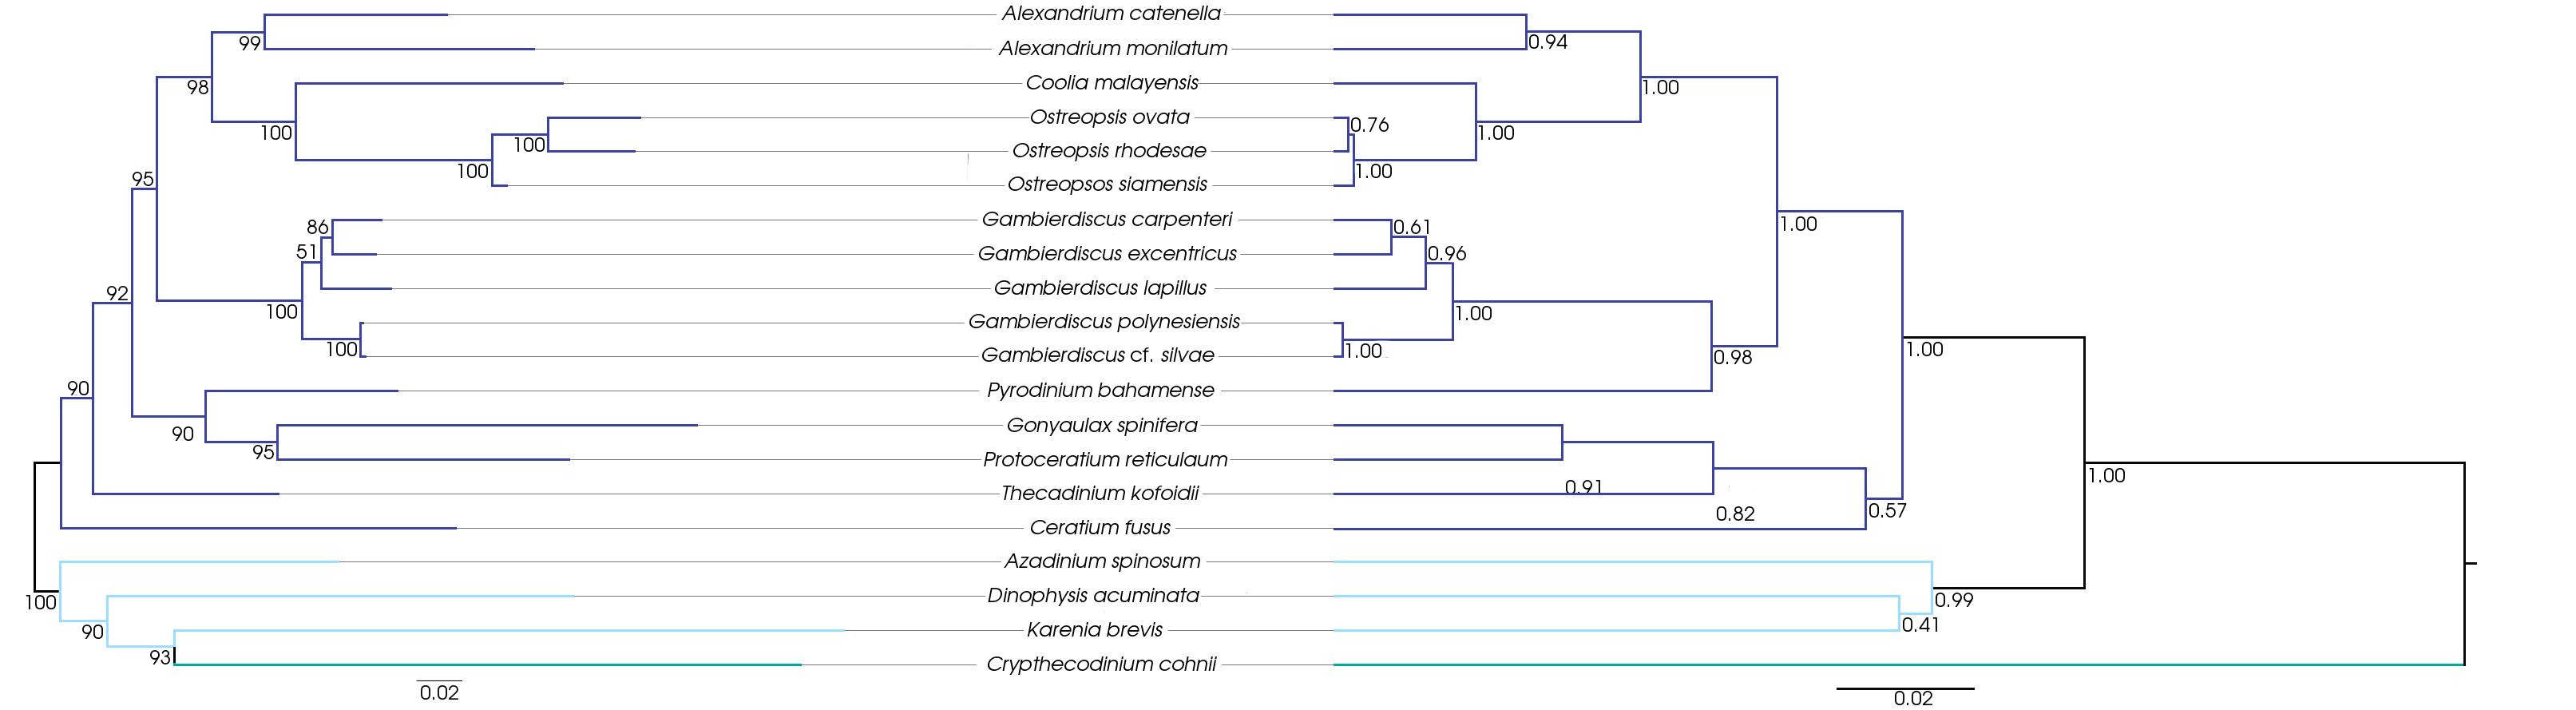 Alexandrium catenella
99
Alexandrium monilatum
0.94
98
Coolia malayensis
1.00
Ostreopsis ovata
0.76
100
1.00
100
Ostreopsis rhodesae
100
Ostreopsos siamensis
1.00
95
Gambierdiscus carpenteri
86
0.61
1.00
51
Gambierdiscus excentricus
0.96
92
Gambierdiscus lapillus
100
1.00
Gambierdiscus polynesiensis
100
Gambierdiscus cf. silvae
1.00
0.98
1.00
90
Pyrodinium bahamense
90
Gonyaulax spinifera
95
Protoceratium reticulaum
1.00
Thecadinium kofoidii
0.91
0.82
0.57
Ceratium fusus
Azadinium spinosum
100
Dinophysis acuminata
0.99
90
Karenia brevis
0.41
93
Crypthecodinium cohnii
0.02
0.02